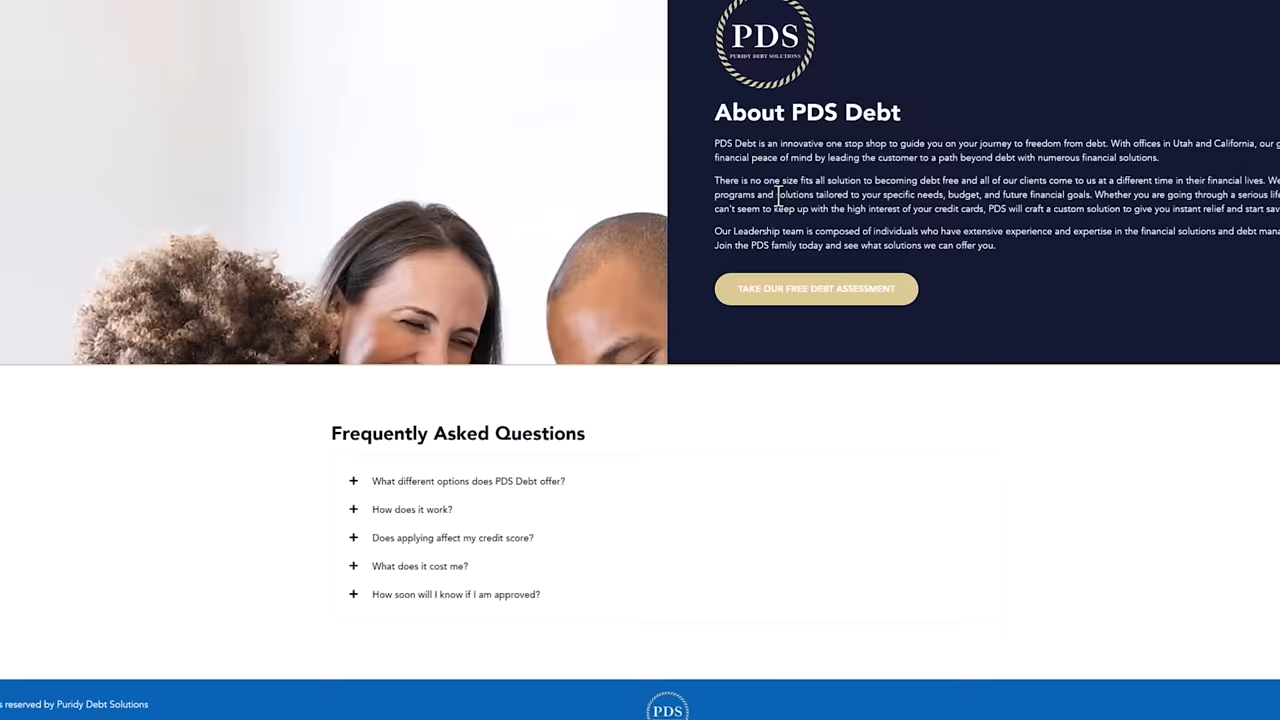 PDS
PURIDY DEBT SOLUTIONS
About PDS Debt
PDS Debt is an innovative one stop shop to guide you on your journey to freedom from debt. With offices in Utah and California, our
financial peace of mind by leading the customer to a path beyond debt with numerous financial solutions.
There is no one size fits all solution to becoming debt free and all of our clients come to us at a different time in their financial lives. We
programs and solutions tailored to your specific needs, budget, and future financial goals. Whether you are going through a serious
can't seem to keep up with the high interest of your credit cards, PDS will craft a custom solution to give you instant relief and start
Our Leadership team is composed of individuals who have extensive experience and expertise in the financial solutions and debt
Join the PDS family today and see what solutions we can offer you.
TAKE OUR FREE DEBT ASSESSMENT
Frequently Asked Questions
+ What different options does PDS Debt offer?
+ How does it work?
+ Does applying affect my credit score?
+ What does it cost me?
+ How soon will I know if I am approved?
s reserved by Puridy Debt Solutions
PDS